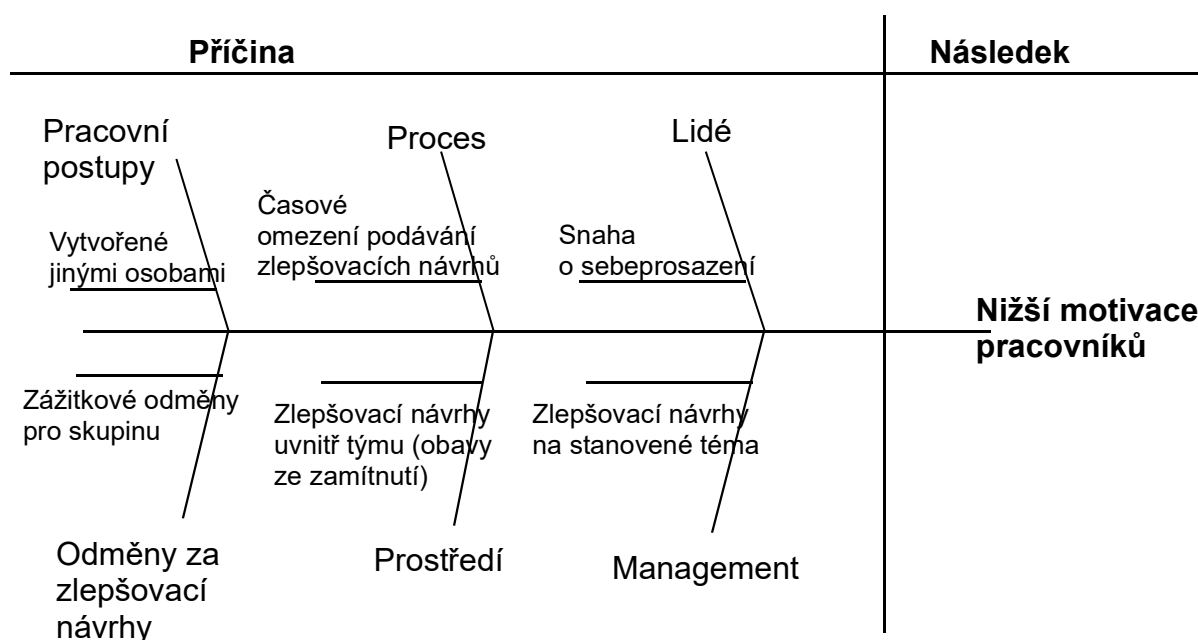 Příčina
Následek
Pracovní
postupy
Proces
Lidé
Vytvořené
jinými osobami
Časové
omezení podávání
zlepšovacích návrhů
Snaha
o sebeprosazení
Nižší motivace
pracovníků
Zážitkové odměny
pro skupinu
Zlepšovací návrhy
uvnitř týmu (obavy
ze zamítnutí)
Zlepšovací návrhy
na stanovené téma
Odměny za
zlepšovací
návrhy
Prostředí
Management